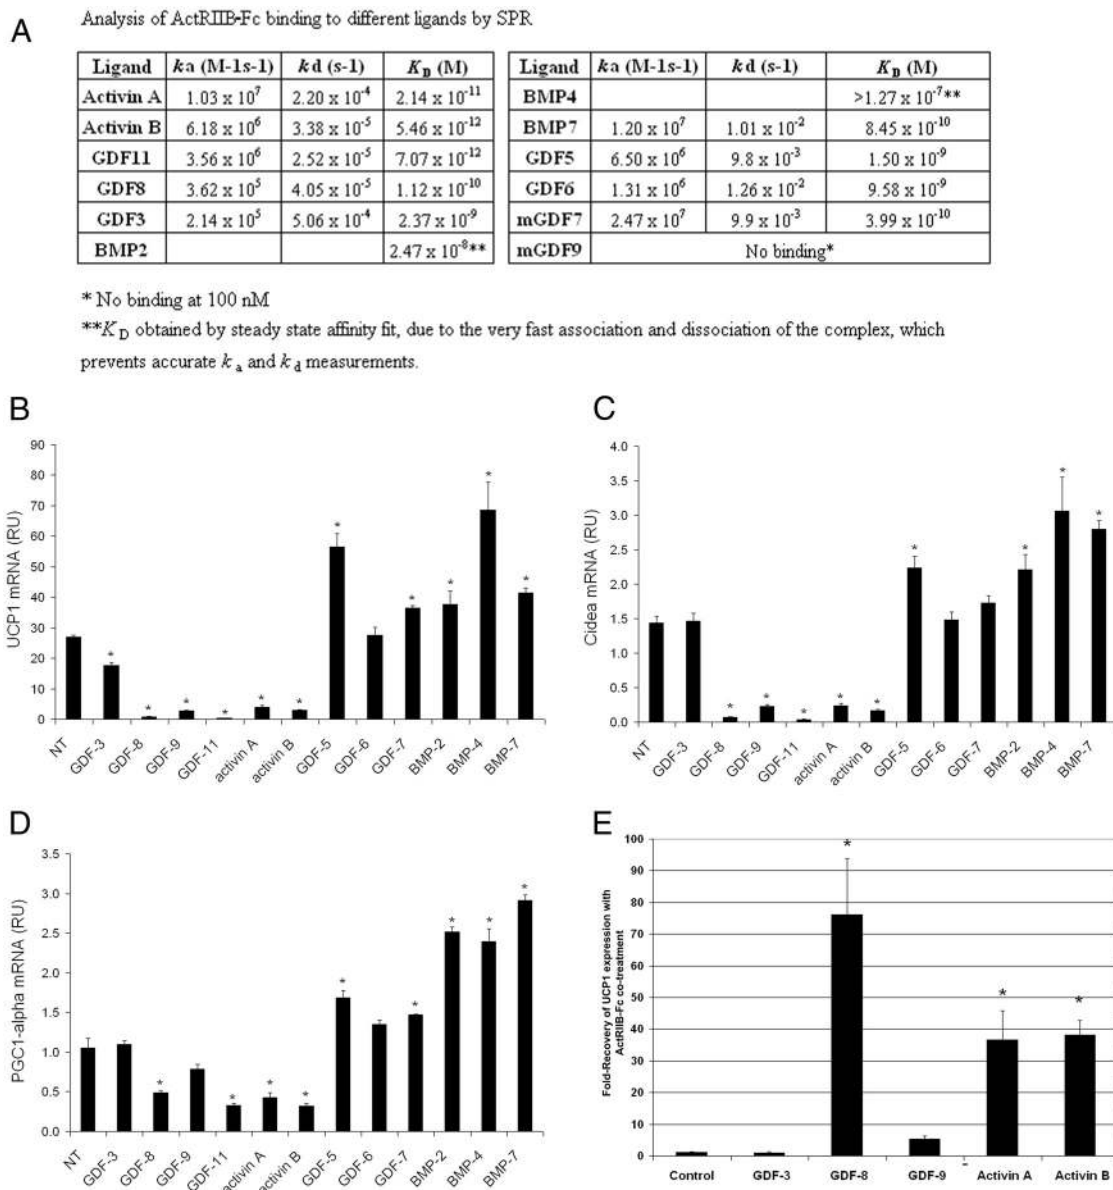 A
Analysis of ActRIIB-Fc binding to different ligands by SPR
Ligand ka (M-1s-1) kd (s-1) KD (M)
Activin A 1.03 x 10^7 2.20 x 10^-4 2.14 x 10^-11
Activin B 6.18 x 10^6 3.38 x 10^-5 5.46 x 10^-12
GDF11 3.56 x 10^6 2.52 x 10^-5 7.07 x 10^-12
GDF8 3.62 x 10^5 4.05 x 10^-5 1.12 x 10^-10
GDF3 2.14 x 10^5 5.06 x 10^-4 2.37 x 10^-9
BMP2 2.47 x 10^-8**
Ligand ka (M-1s-1) kd (s-1) KD (M)
BMP4 >1.27 x 10^-7**
BMP7 1.20 x 10^7 1.01 x 10^-2 8.45 x 10^-10
GDF5 6.50 x 10^6 9.8 x 10^-3 1.50 x 10^-9
GDF6 1.31 x 10^6 1.26 x 10^-2 9.58 x 10^-9
mGDF7 2.47 x 10^7 9.9 x 10^-3 3.99 x 10^-10
mGDF9 No binding*
* No binding at 100 nM
**KD obtained by steady state affinity fit, due to the very fast association and dissociation of the complex, which
prevents accurate ka and kd measurements.
B
UCP1 mRNA (RU)
90
80
70
60
50
40
30
20
10
0
* * * * * * * * * * *
NT GDF-3 GDF-8 GDF-9 GDF-11 activin A activin B GDF-5 GDF-6 GDF-7 BMP-2 BMP-4 BMP-7
C
Cidea mRNA (RU)
4.0
3.5
3.0
2.5
2.0
1.5
1.0
0.5
0.0
* * * * * * * * *
NT GDF-3 GDF-8 GDF-9 GDF-11 activin A activin B GDF-5 GDF-6 GDF-7 BMP-2 BMP-4 BMP-7
D
PGC1-alpha mRNA (RU)
3.5
3.0
2.5
2.0
1.5
1.0
0.5
0.0
* * * * * * * * *
NT GDF-3 GDF-8 GDF-9 GDF-11 activin A activin B GDF-5 GDF-6 GDF-7 BMP-2 BMP-4 BMP-7
E
Fold-Recovery of UCP1 expression with
ActRIIB-Fc co-treatment
100
90
80
70
60
50
40
30
20
10
0
* * *
Control GDF-3 GDF-8 GDF-9 Activin A Activin B